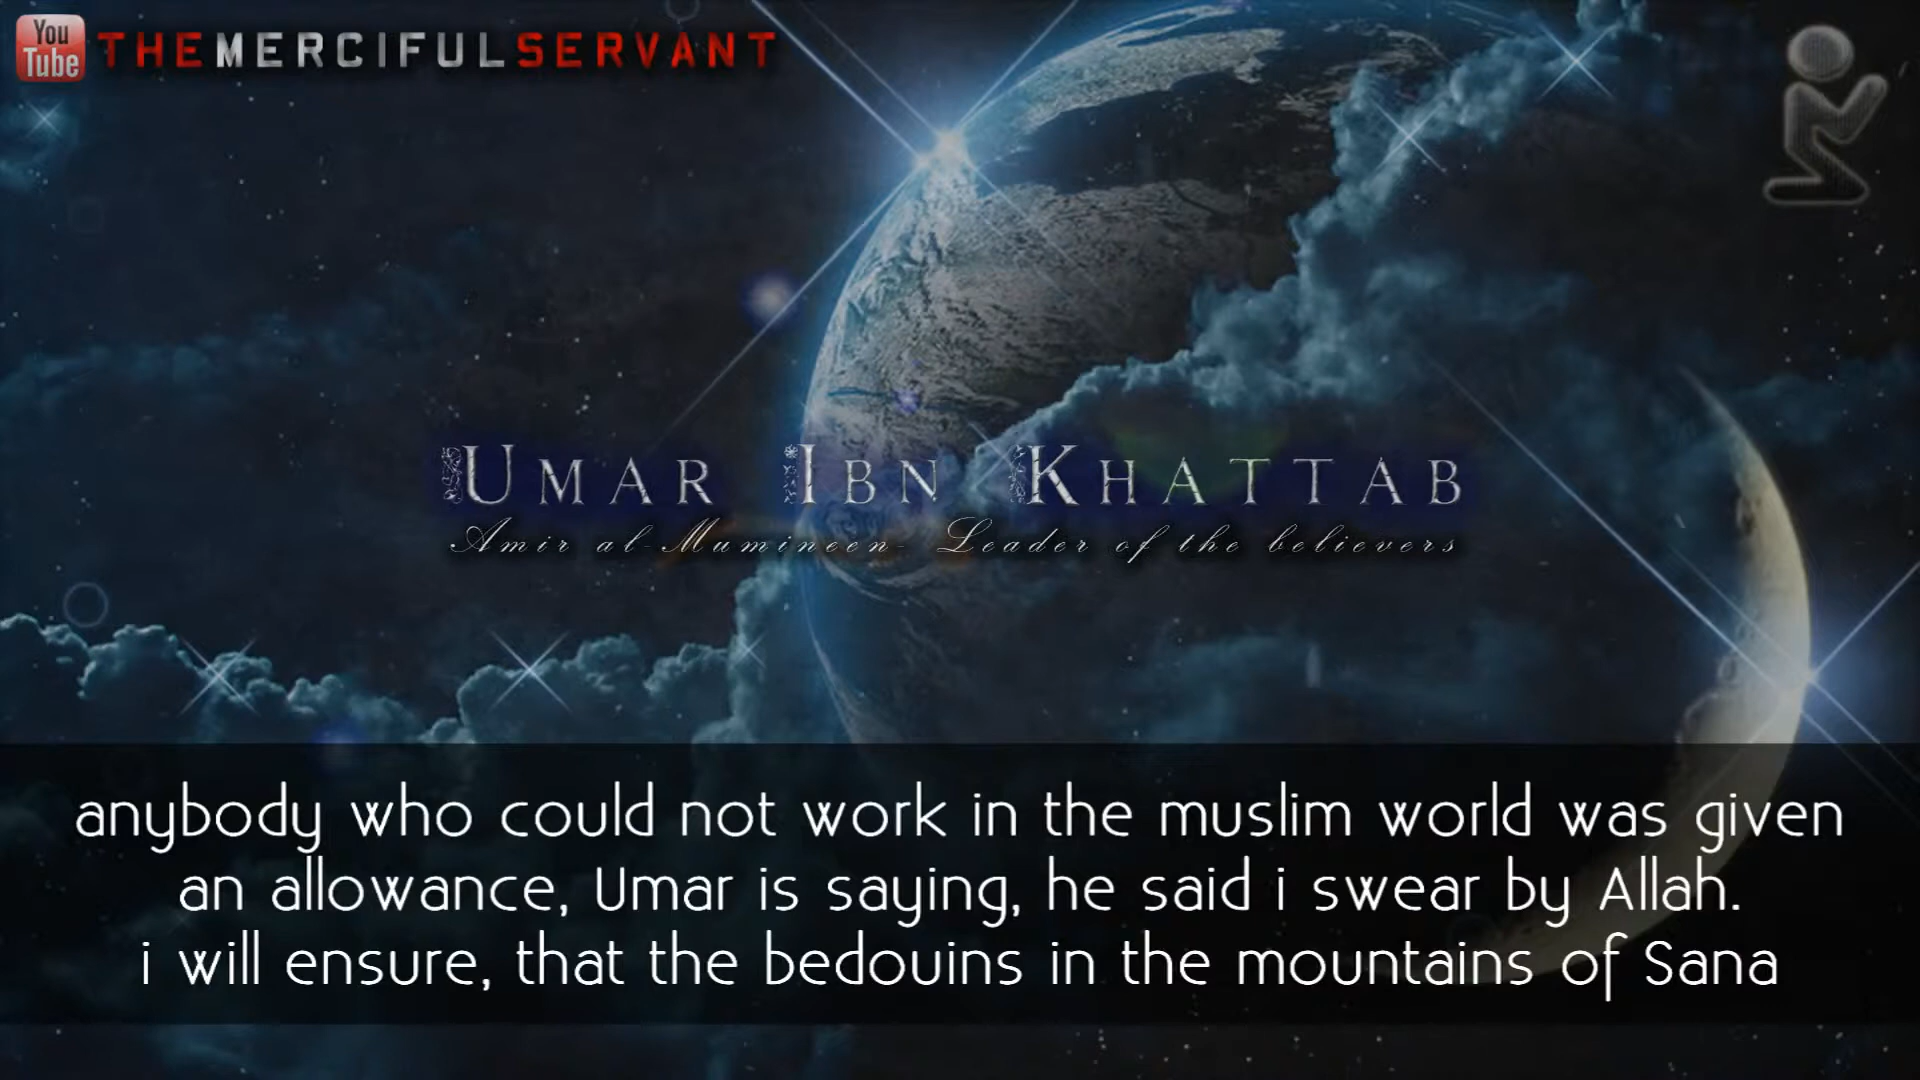 You
Tube
THEMERCIFULSERVANT
UMAR IBN KHATTAB
Amir al-Mumineen- Leader of the believers
anybody who could not work in the muslim world was given
an allowance, Umar is saying, he said i swear by Allah.
i will ensure, that the bedouins in the mountains of Sana